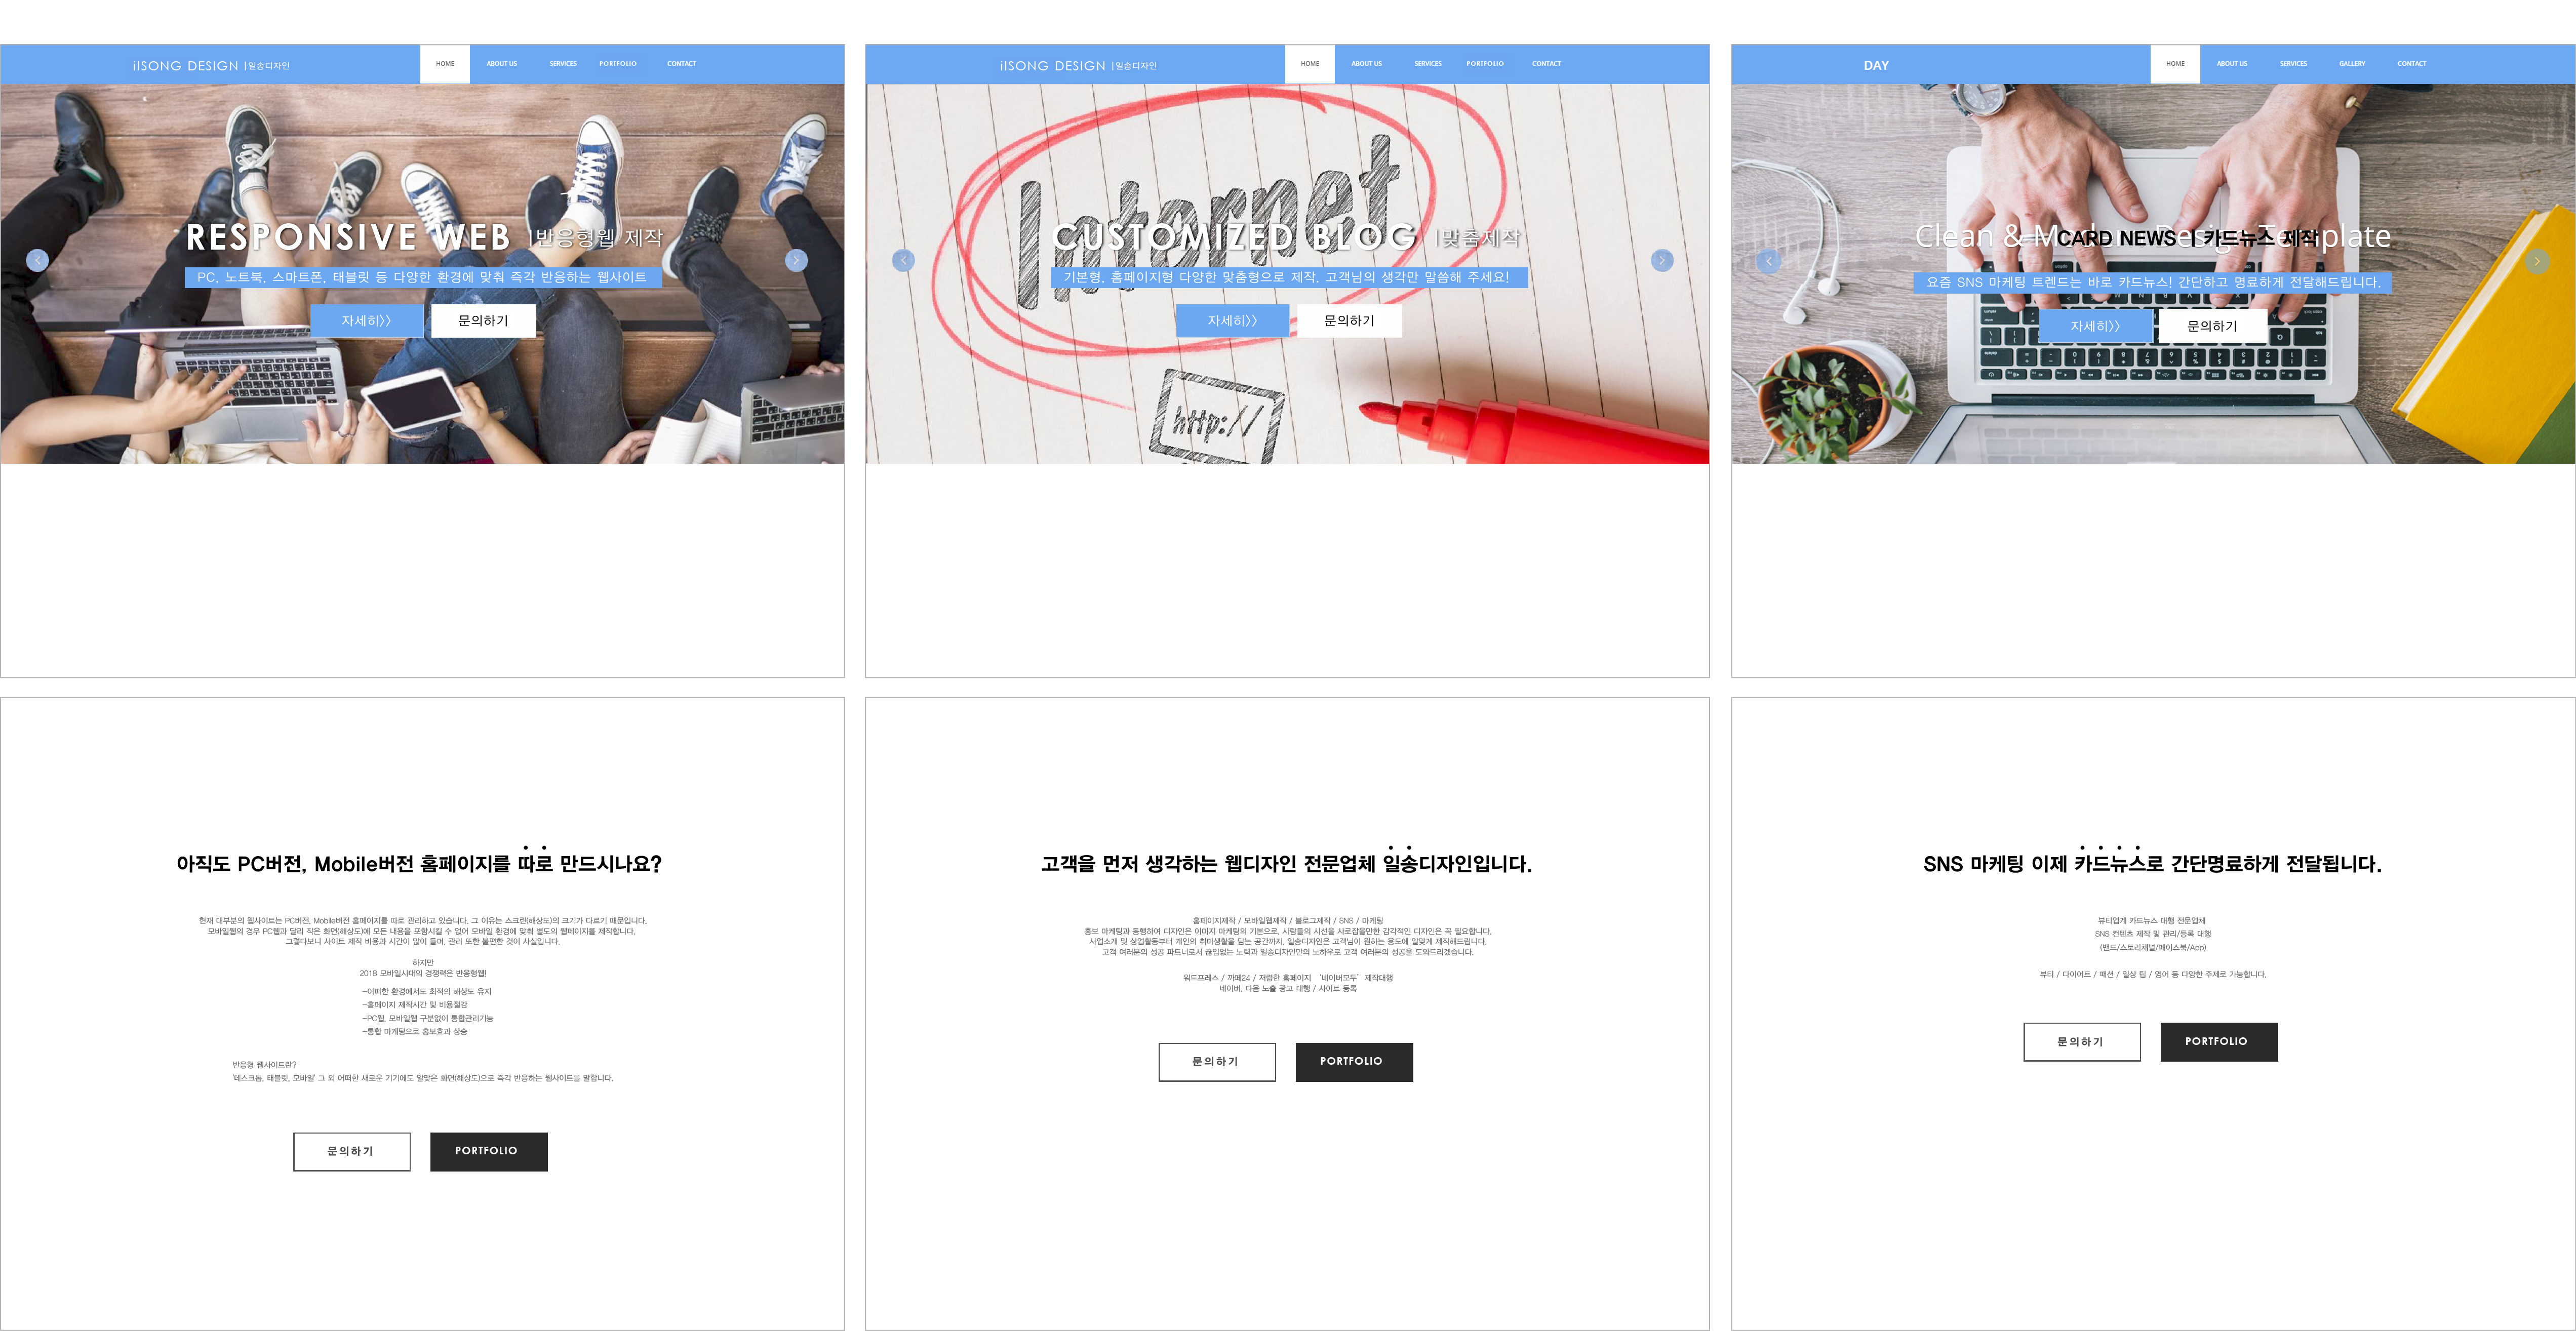 ilSONG DESIGN |일송디자인
HOME ABOUT US SERVICES PORTFOLIO CONTACT
RESPONSIVE WEB |반응형웹 제작
PC, 노트북, 스마트폰, 태블릿 등 다양한 환경에 맞춰 즉각 반응하는 웹사이트
자세히>> 문의하기
ilSONG DESIGN |일송디자인
HOME ABOUT US SERVICES PORTFOLIO CONTACT
Internet
CUSTOMIZED BLOG |맞춤제작
기본형, 홈페이지형 다양한 맞춤형으로 제작. 고객님의 생각만 말씀해 주세요!
자세히>> 문의하기
http://
DAY
HOME ABOUT US SERVICES GALLERY CONTACT
Clean & Modern Design Template
CARD NEWS | 카드뉴스 제작
요즘 SNS 마케팅 트렌드는 바로 카드뉴스! 간단하고 명료하게 전달해드립니다.
자세히>> 문의하기
아직도 PC버전, Mobile버전 홈페이지를 따로 만드시나요?
현재 대부분의 웹사이트는 PC버전, Mobile버전 홈페이지를 따로 관리하고 있습니다. 그 이유는 스크린(해상도)의 크기가 다르기 때문입니다.
모바일웹의 경우 PC웹과 달리 작은 화면(해상도)에 모든 내용을 포함시킬 수 없어 모바일 환경에 맞춰 별도의 웹페이지를 제작합니다.
그렇다보니 사이트 제작 비용과 시간이 많이 들며, 관리 또한 불편한 것이 사실입니다.
하지만
2018 모바일시대의 경쟁력은 반응형웹!
-어떠한 환경에서도 최적의 해상도 유지
-홈페이지 제작시간 및 비용절감
-PC웹, 모바일웹 구분없이 통합관리기능
-통합 마케팅으로 홍보효과 상승
반응형 웹사이트란?
'데스크톱, 태블릿, 모바일' 그 외 어떠한 새로운 기기에도 알맞은 화면(해상도)으로 즉각 반응하는 웹사이트를 말합니다.
문의하기 PORTFOLIO
고객을 먼저 생각하는 웹디자인 전문업체 일송디자인입니다.
홈페이지제작 / 모바일웹제작 / 블로그제작 / SNS / 마케팅
홍보 마케팅과 동행하여 디자인은 이미지 마케팅의 기본으로, 사람들의 시선을 사로잡을만한 감각적인 디자인은 꼭 필요합니다.
사업소개 및 상업활동부터 개인의 취미생활을 담는 공간까지, 일송디자인은 고객님이 원하는 용도에 알맞게 제작해드립니다.
고객 여러분의 성공 파트너로서 끊임없는 노력과 일송디자인만의 노하우로 고객 여러분의 성공을 도와드리겠습니다.
워드프레스 / 까페24 / 저렴한 홈페이지 '네이버모두' 제작대행
네이버, 다음 노출 광고 대행 / 사이트 등록
문의하기 PORTFOLIO
SNS 마케팅 이제 카드뉴스로 간단명료하게 전달됩니다.
뷰티업계 카드뉴스 대행 전문업체
SNS 컨텐츠 제작 및 관리/등록 대행
(밴드/스토리채널/페이스북/App)
뷰티 / 다이어트 / 패션 / 일상 팁 / 영어 등 다양한 주제로 가능합니다.
문의하기 PORTFOLIO